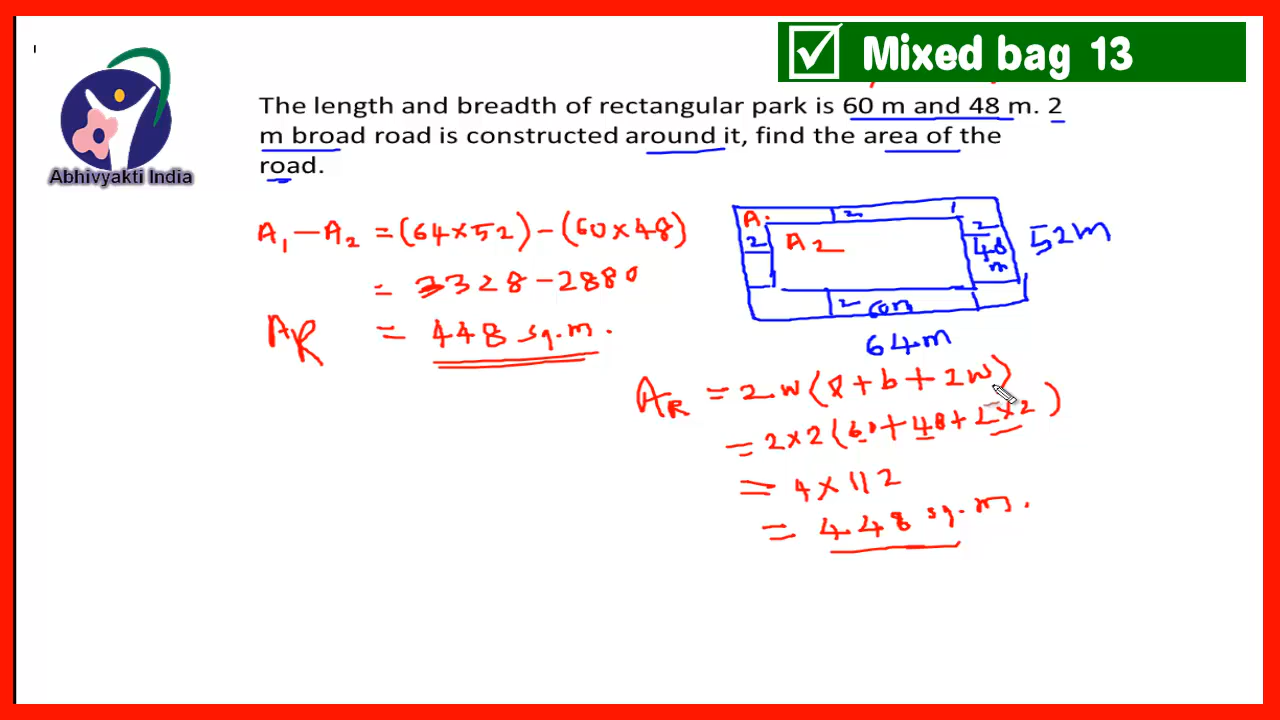 Mixed bag 13
The length and breadth of rectangular park is 60 m and 48 m. 2
m broad road is constructed around it, find the area of the
road.
Abhivyakti India
A₁ - A₂ = (64×52) - (60×48)
= 3328 - 2880
A_R = 448 sq.m.
A₁
2
2
A₂
48
m
2
2
60m
52m
64m
A_R = 2w(l + b + 2w)
= 2×2(60 + 48 + 2×2)
= 4×112
= 448 sq.m.